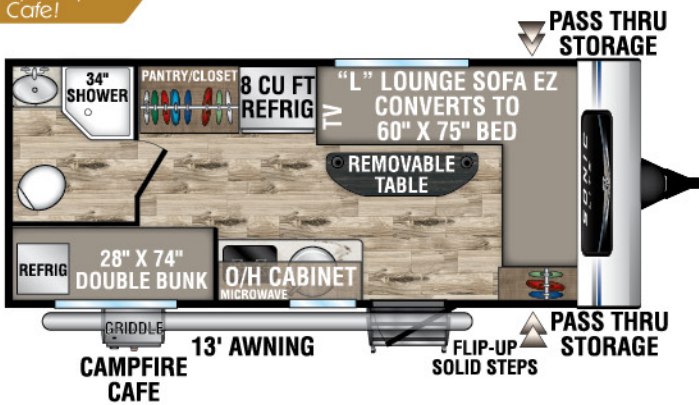 Cafe!
PASS THRU
STORAGE
34"
SHOWER
PANTRY/CLOSET
8 CU FT
REFRIG
TV
"L" LOUNGE SOFA EZ
CONVERTS TO
60" X 75" BED
REMOVABLE
TABLE
SONIC
REFRIG
28" X 74"
DOUBLE BUNK
O/H CABINET
MICROWAVE
GRIDDLE
CAMPFIRE
CAFE
13' AWNING
FLIP-UP
SOLID STEPS
PASS THRU
STORAGE